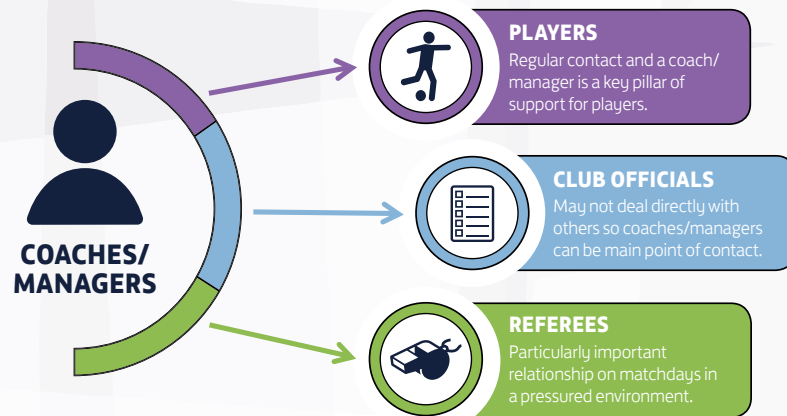 COACHES/
MANAGERS
PLAYERS
Regular contact and a coach/
manager is a key pillar of
support for players.
CLUB OFFICIALS
May not deal directly with
others so coaches/managers
can be main point of contact.
REFEREES
Particularly important
relationship on matchdays in
a pressured environment.